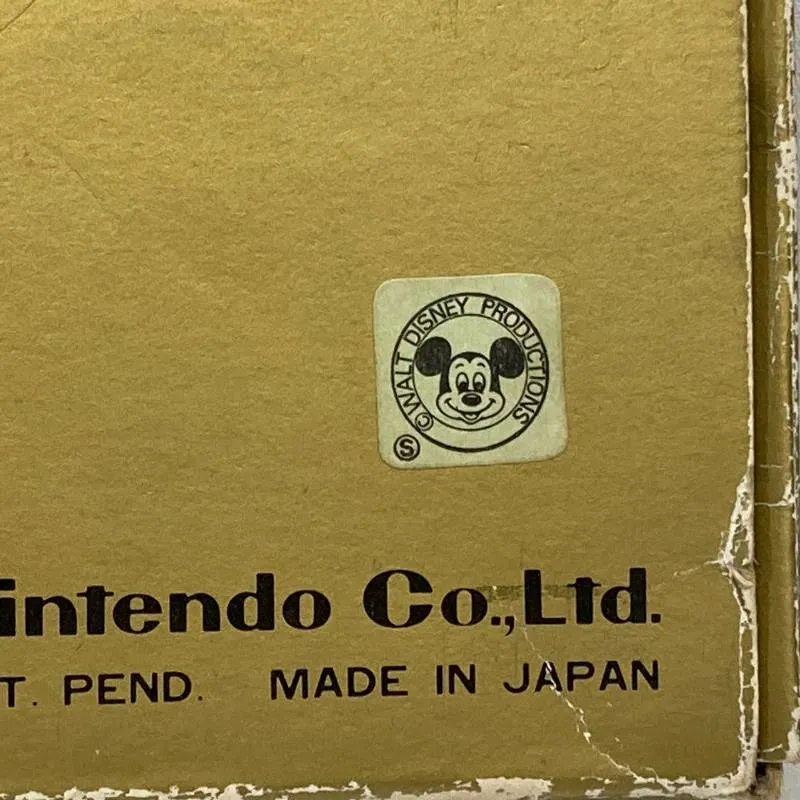 ©WALT DISNEY PRODUCTIONS
Ⓢ
intendo Co.,Ltd.
T. PEND. MADE IN JAPAN